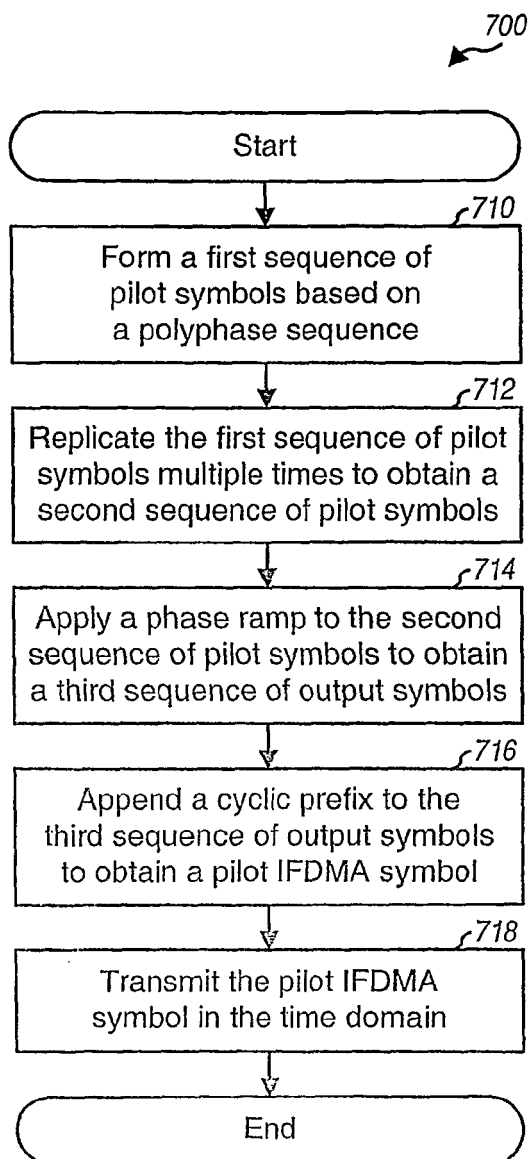 700
Start
710
Form a first sequence of
pilot symbols based on
a polyphase sequence
712
Replicate the first sequence of pilot
symbols multiple times to obtain a
second sequence of pilot symbols
714
Apply a phase ramp to the second
sequence of pilot symbols to obtain
a third sequence of output symbols
716
Append a cyclic prefix to the
third sequence of output symbols
to obtain a pilot IFDMA symbol
718
Transmit the pilot IFDMA
symbol in the time domain
End